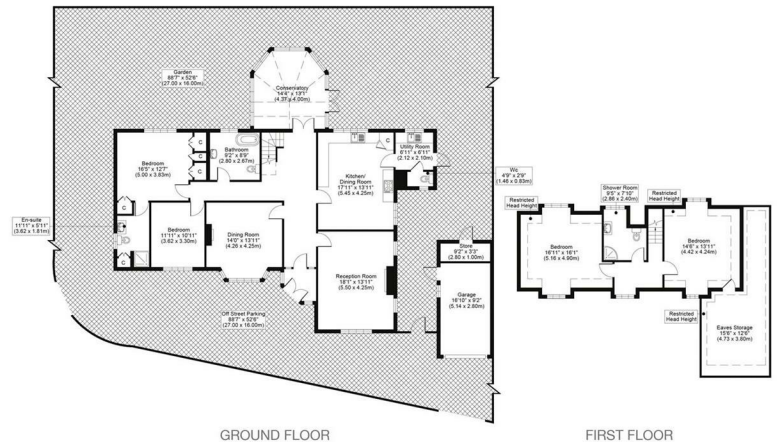 Garden
88'7" x 52'6"
(27.00 x 16.00m)
Conservatory
14'4" x 13'1"
(4.37 x 4.00m)
Bedroom
16'5" x 12'7"
(5.00 x 3.83m)
C
C
C
Bathroom
9'2" x 8'9"
(2.80 x 2.67m)
Kitchen/
Dining Room
17'11" x 13'11"
(5.45 x 4.25m)
C
Utility Room
6'11" x 6'11"
(2.12 x 2.10m)
Wc
4'9" x 2'9"
(1.46 x 0.83m)
En-suite
11'11" x 5'11"
(3.62 x 1.81m)
C
C
Bedroom
11'11" x 10'11"
(3.62 x 3.30m)
Dining Room
14'0" x 13'11"
(4.26 x 4.25m)
Reception Room
18'1" x 13'11"
(5.50 x 4.25m)
Store
9'2" x 3'3"
(2.80 x 1.00m)
Garage
16'10" x 9'2"
(5.14 x 2.80m)
Off Street Parking
88'7" x 52'6"
(27.00 x 16.00m)
GROUND FLOOR
Restricted
Head Height
Shower Room
9'5" x 7'10"
(2.86 x 2.40m)
Restricted
Head Height
Bedroom
16'11" x 16'1"
(5.16 x 4.90m)
Bedroom
14'6" x 13'11"
(4.42 x 4.24m)
Restricted
Head Height
Eaves Storage
15'6" x 12'6"
(4.73 x 3.80m)
FIRST FLOOR